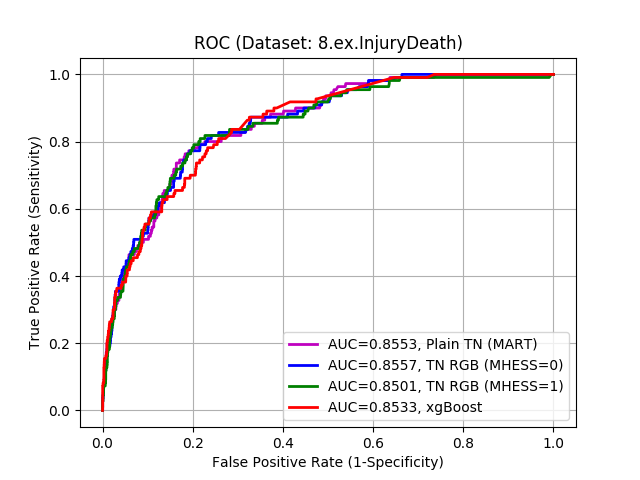 ROC (Dataset: 8.ex.InjuryDeath)
True Positive Rate (Sensitivity)
1.0
0.8
0.6
0.4
0.2
0.0
AUC=0.8553, Plain TN (MART)
AUC=0.8557, TN RGB (MHESS=0)
AUC=0.8501, TN RGB (MHESS=1)
AUC=0.8533, xgBoost
0.0 0.2 0.4 0.6 0.8 1.0
False Positive Rate (1-Specificity)